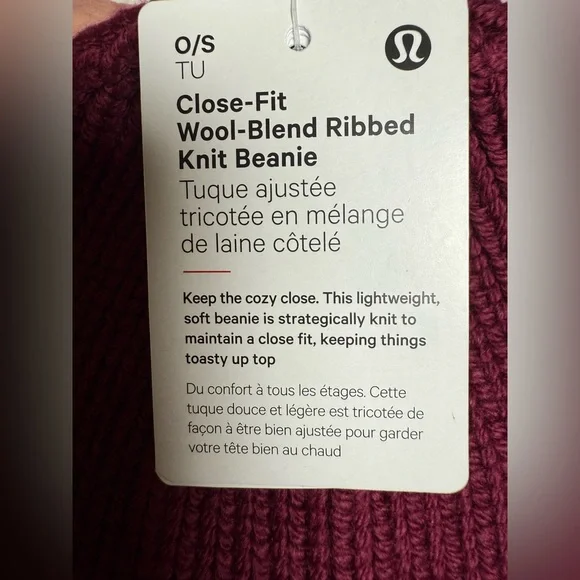 O/S
TU
Close-Fit
Wool-Blend Ribbed
Knit Beanie
Tuque ajustée
tricotée en mélange
de laine côtelé
Keep the cozy close. This lightweight,
soft beanie is strategically knit to
maintain a close fit, keeping things
toasty up top
Du confort à tous les étages. Cette
tuque douce et légère est tricotée de
façon à être bien ajustée pour garder
votre tête bien au chaud